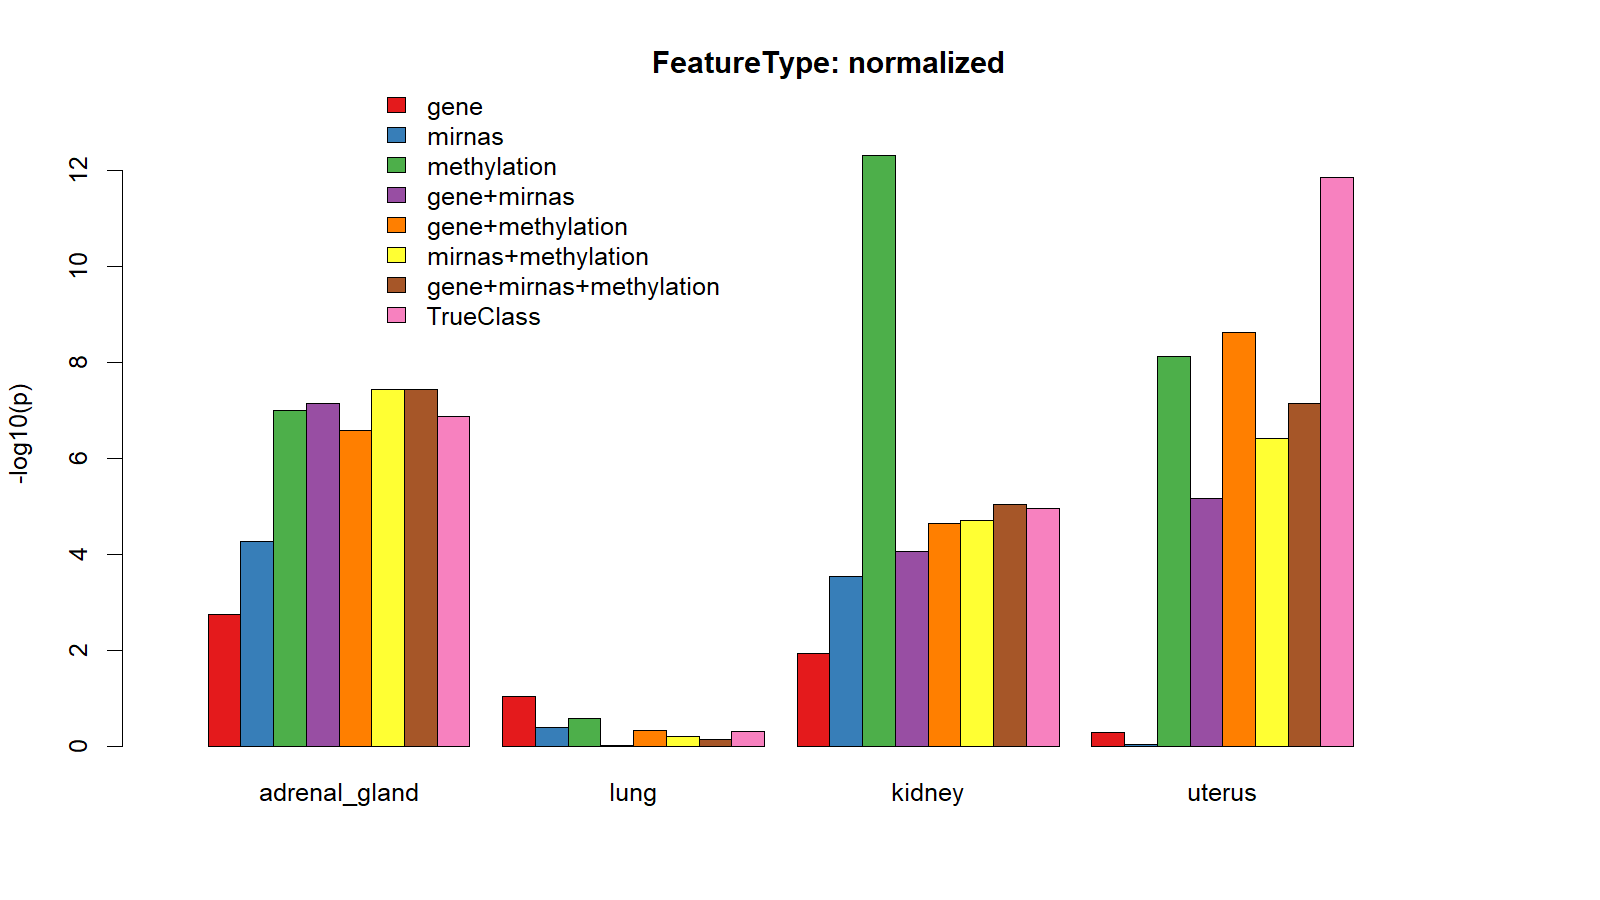 FeatureType: normalized
gene
mirnas
methylation
gene+mirnas
gene+methylation
mirnas+methylation
gene+mirnas+methylation
TrueClass
-log10(p)
12
10
8
6
4
2
0
adrenal_gland
lung
kidney
uterus